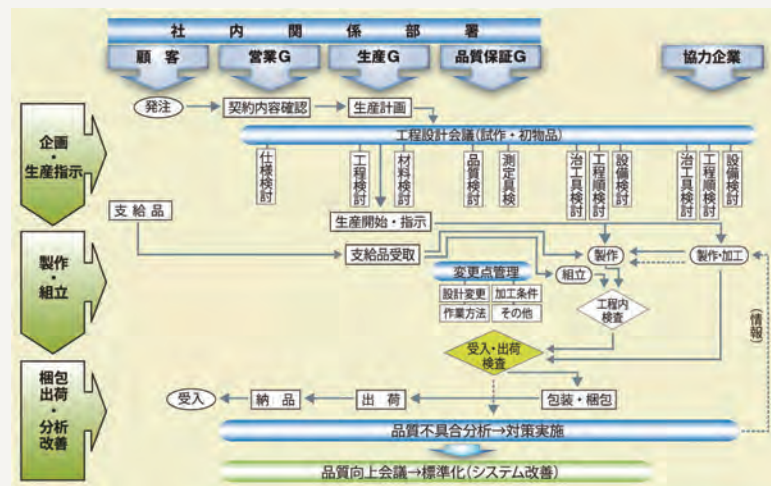 社内関係部署
顧客
営業G
生産G
品質保証G
協力企業
企画・生産指示
発注
契約内容確認
生産計画
工程設計会議(試作・初物品)
仕様検討
工程検討
材料検討
品質検討
測定具検
治工具検討
工程順検討
設備検討
治工具検討
工程順検討
設備検討
支給品
生産開始・指示
製作・組立
支給品受取
製作
製作・加工
変更点管理
組立
設計変更
加工条件
作業方法
その他
工程内
検査
(情報)
受入・出荷
検査
梱包出荷・分析改善
受入
納品
出荷
包装・梱包
品質不具合分析→対策実施
品質向上会議→標準化(システム改善)